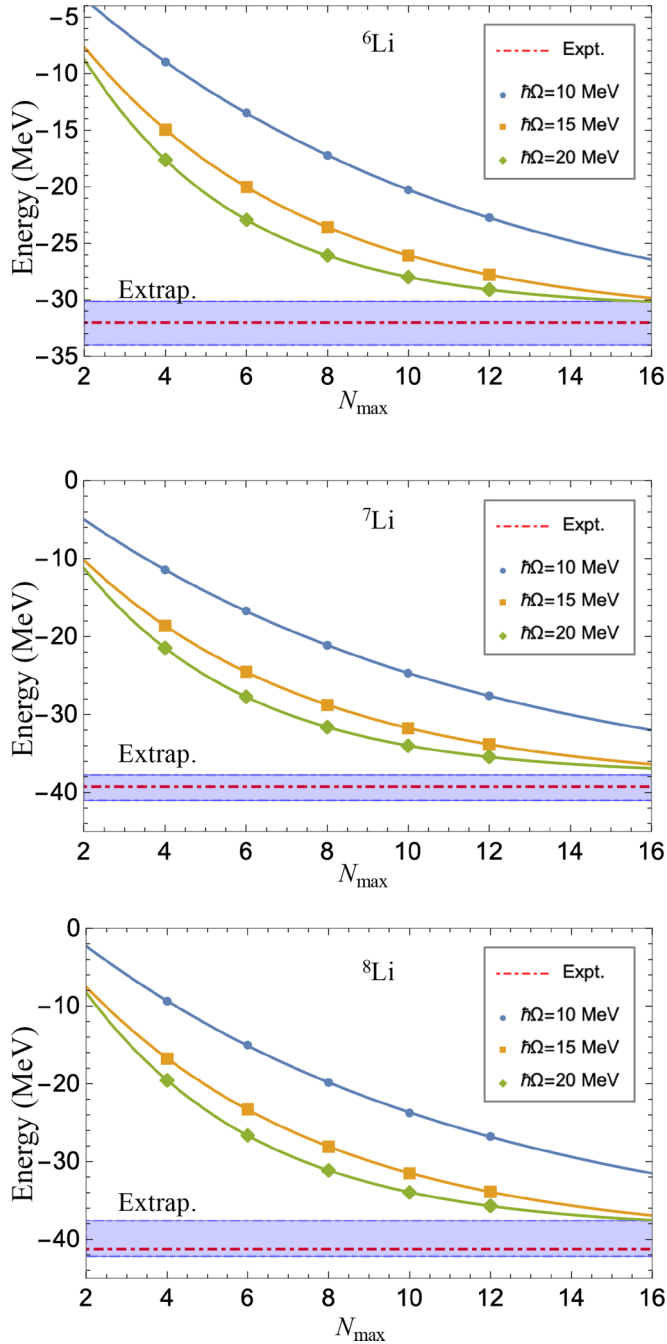 ⁶Li
Expt.
ħΩ=10 MeV
ħΩ=15 MeV
ħΩ=20 MeV
Extrap.
Energy (MeV)
−5
−10
−15
−20
−25
−30
−35
2 4 6 8 10 12 14 16
Nmax
⁷Li
Expt.
ħΩ=10 MeV
ħΩ=15 MeV
ħΩ=20 MeV
Extrap.
Energy (MeV)
0
−10
−20
−30
−40
2 4 6 8 10 12 14 16
Nmax
⁸Li
Expt.
ħΩ=10 MeV
ħΩ=15 MeV
ħΩ=20 MeV
Extrap.
Energy (MeV)
0
−10
−20
−30
−40
2 4 6 8 10 12 14 16
Nmax